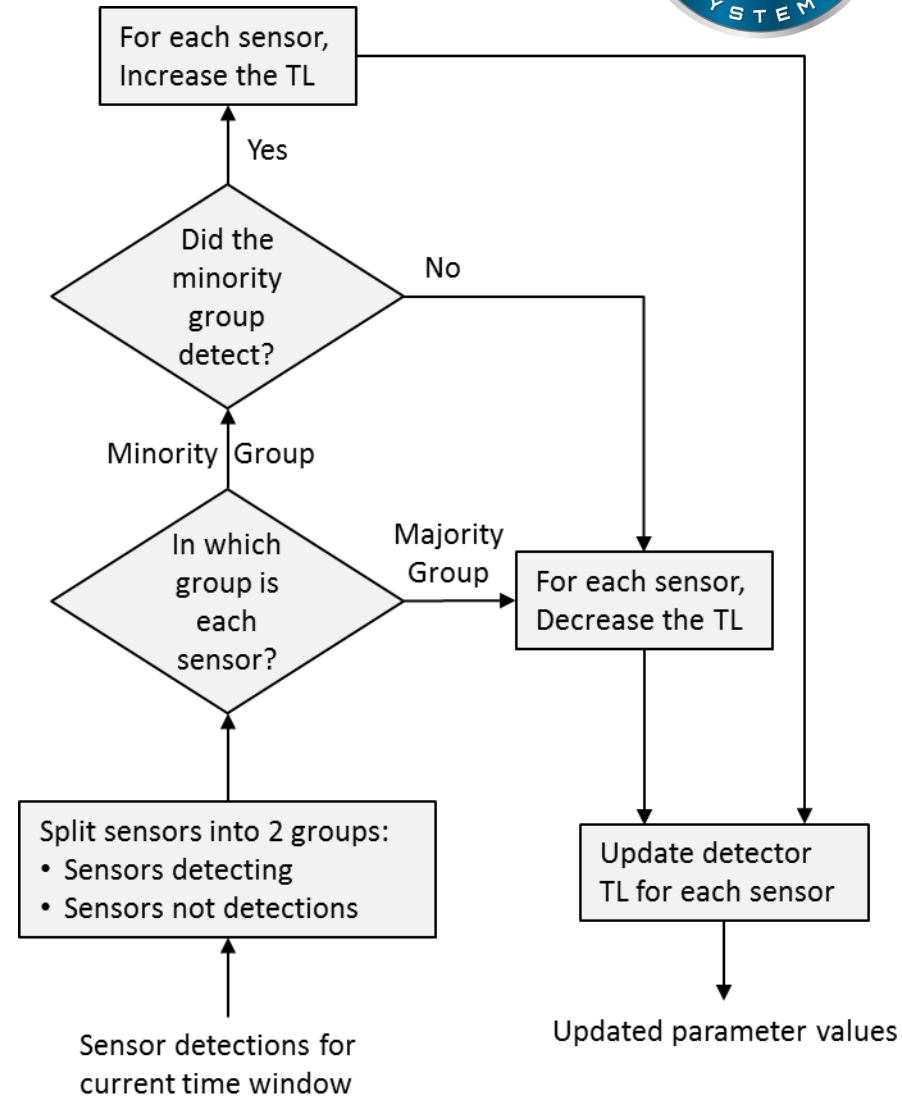 YSTEM
For each sensor,
Increase the TL
Yes
Did the
minority
group
detect?
No
Minority Group
In which
group is
each
sensor?
Majority
Group
For each sensor,
Decrease the TL
Split sensors into 2 groups:
• Sensors detecting
• Sensors not detections
Update detector
TL for each sensor
Sensor detections for
current time window
Updated parameter values